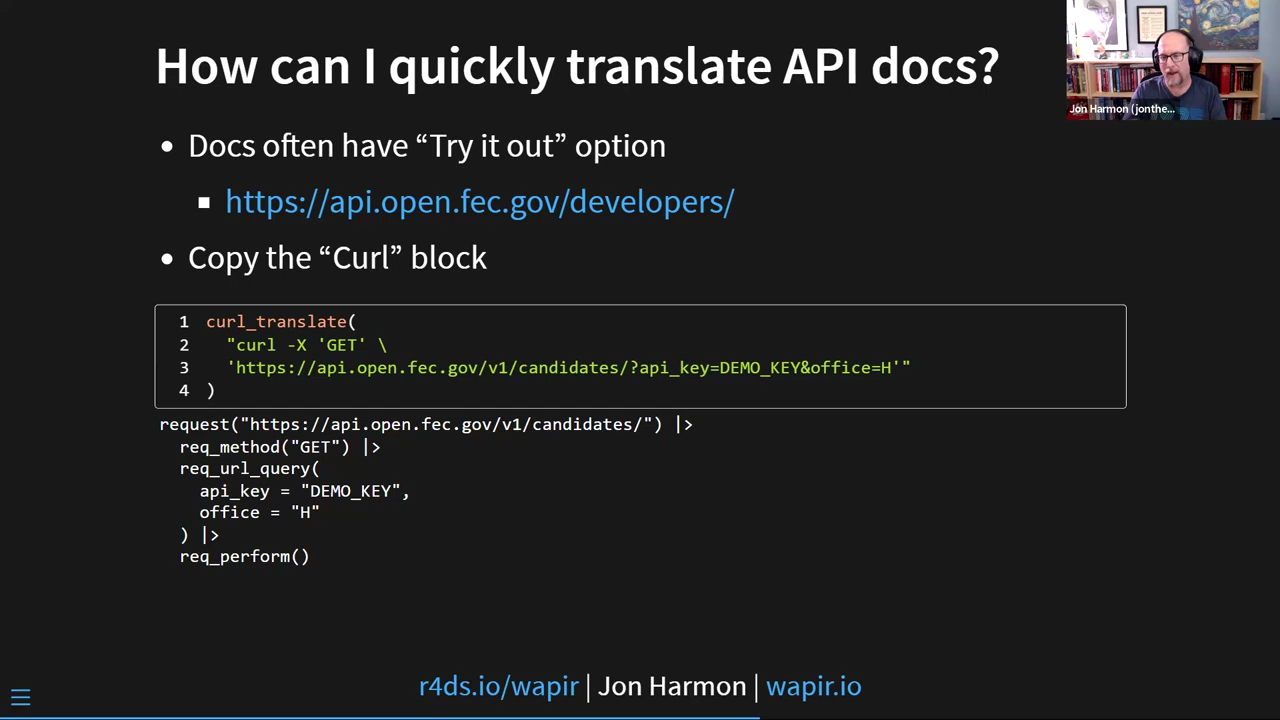 How can I quickly translate API docs?
Jon Harmon (jonthe...
• Docs often have “Try it out” option
▪ https://api.open.fec.gov/developers/
• Copy the “Curl” block
1 curl_translate(
2 "curl -X 'GET' \
3 'https://api.open.fec.gov/v1/candidates/?api_key=DEMO_KEY&office=H'"
4 )
request("https://api.open.fec.gov/v1/candidates/") |>
req_method("GET") |>
req_url_query(
api_key = "DEMO_KEY",
office = "H"
) |>
req_perform()
r4ds.io/wapir | Jon Harmon | wapir.io